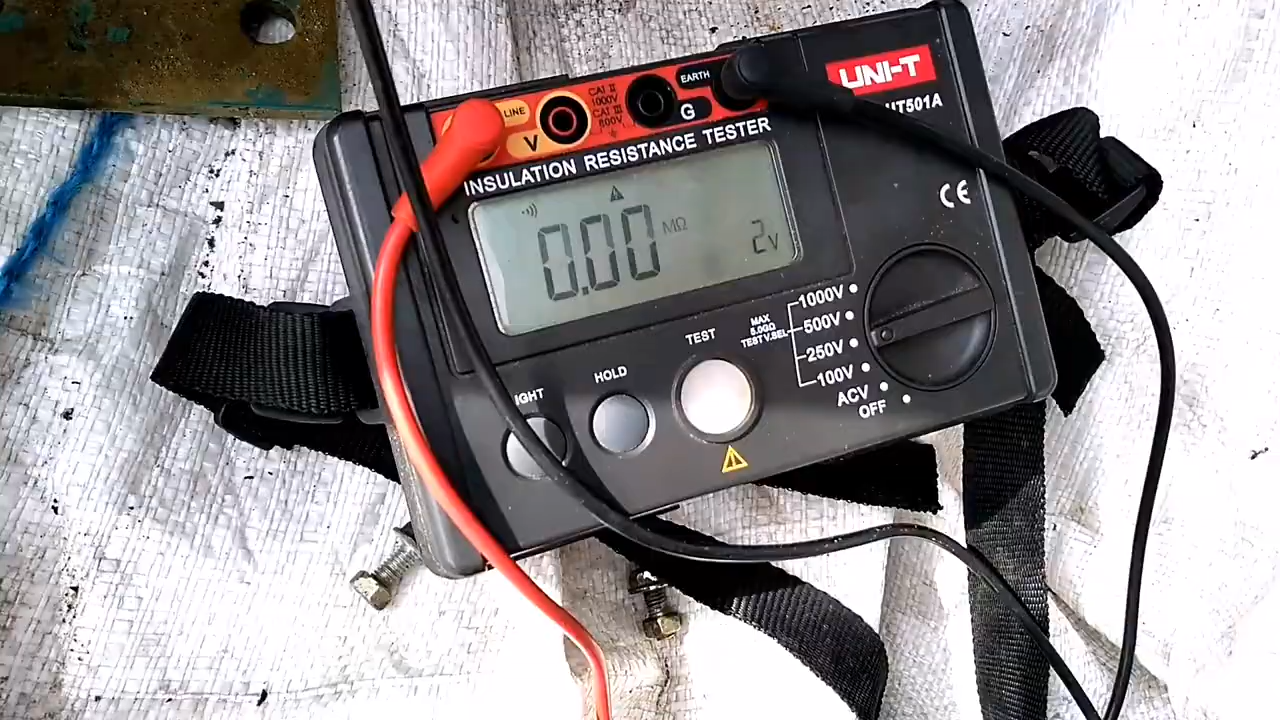 UNI-T
UT501A
LINE
V
CAT II
1000V
CAT III
600V
EARTH
G
INSULATION RESISTANCE TESTER
CE
0.00 MΩ
2V
IGHT
HOLD
TEST
MAX
5.0GΩ
TEST V.SEL
1000V
500V
250V
100V
ACV
OFF